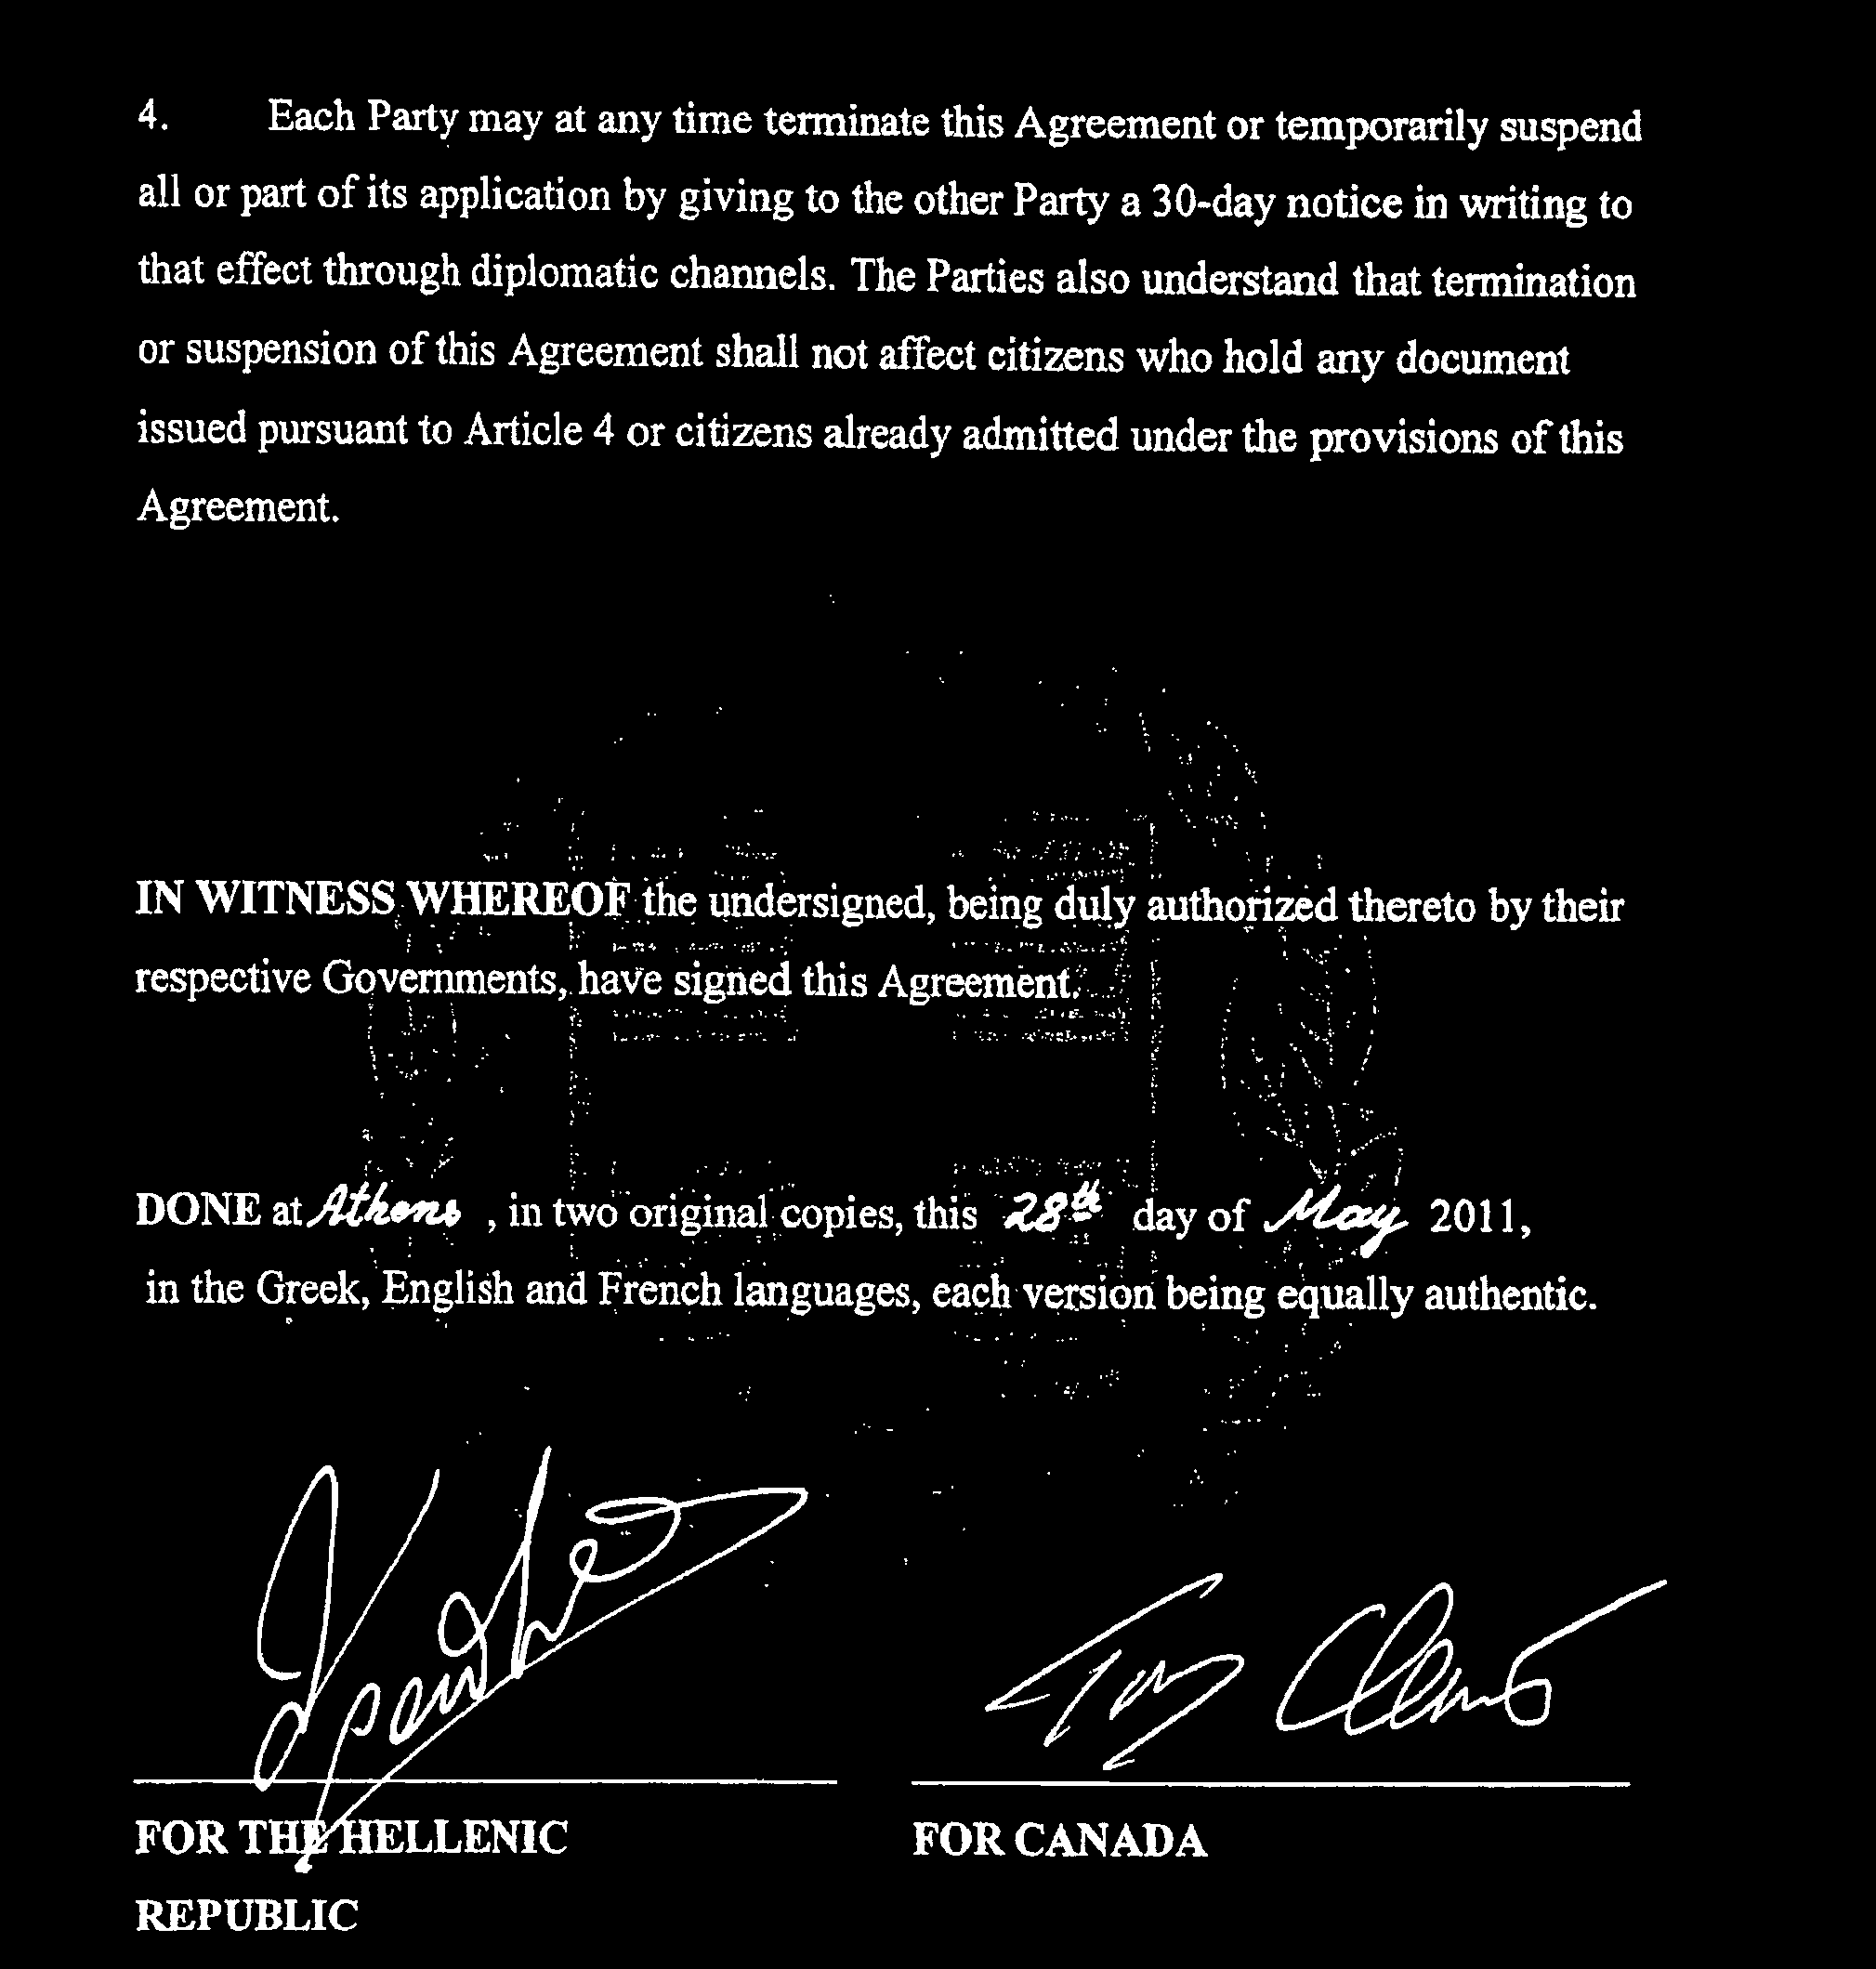 4. Each Party may at any time terminate this Agreement or temporarily suspend
all or part of its application by giving to the other Party a 30-day notice in writing to
that effect through diplomatic channels. The Parties also understand that termination
or suspension of this Agreement shall not affect citizens who hold any document
issued pursuant to Article 4 or citizens already admitted under the provisions of this
Agreement.
IN WITNESS WHEREOF the undersigned, being duly authorized thereto by their
respective Governments, have signed this Agreement.
DONE at Athens , in two original copies, this 28th day of May 2011,
in the Greek, English and French languages, each version being equally authentic.
Tony Clement
FOR THE HELLENIC FOR CANADA
REPUBLIC